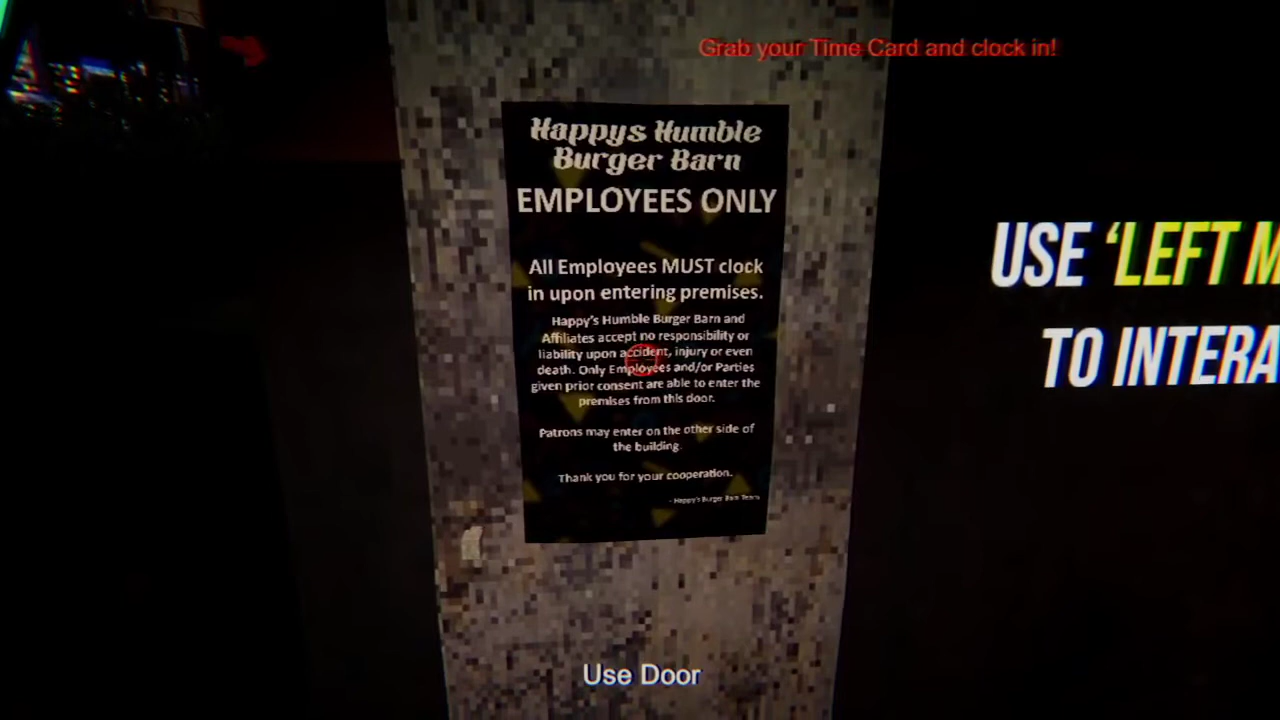 Grab your Time Card and clock in!
Happys Humble
Burger Barn
EMPLOYEES ONLY
All Employees MUST clock
in upon entering premises.
Happy's Humble Burger Barn and
Affiliates accept no responsibility or
liability upon accident, injury or even
death. Only Employees and/or Parties
given prior consent are able to enter the
premises from this door.
Patrons may enter on the other side of
the building.
Thank you for your cooperation.
- Happy's Burger Barn Team
USE ‘LEFT M
TO INTERA
Use Door